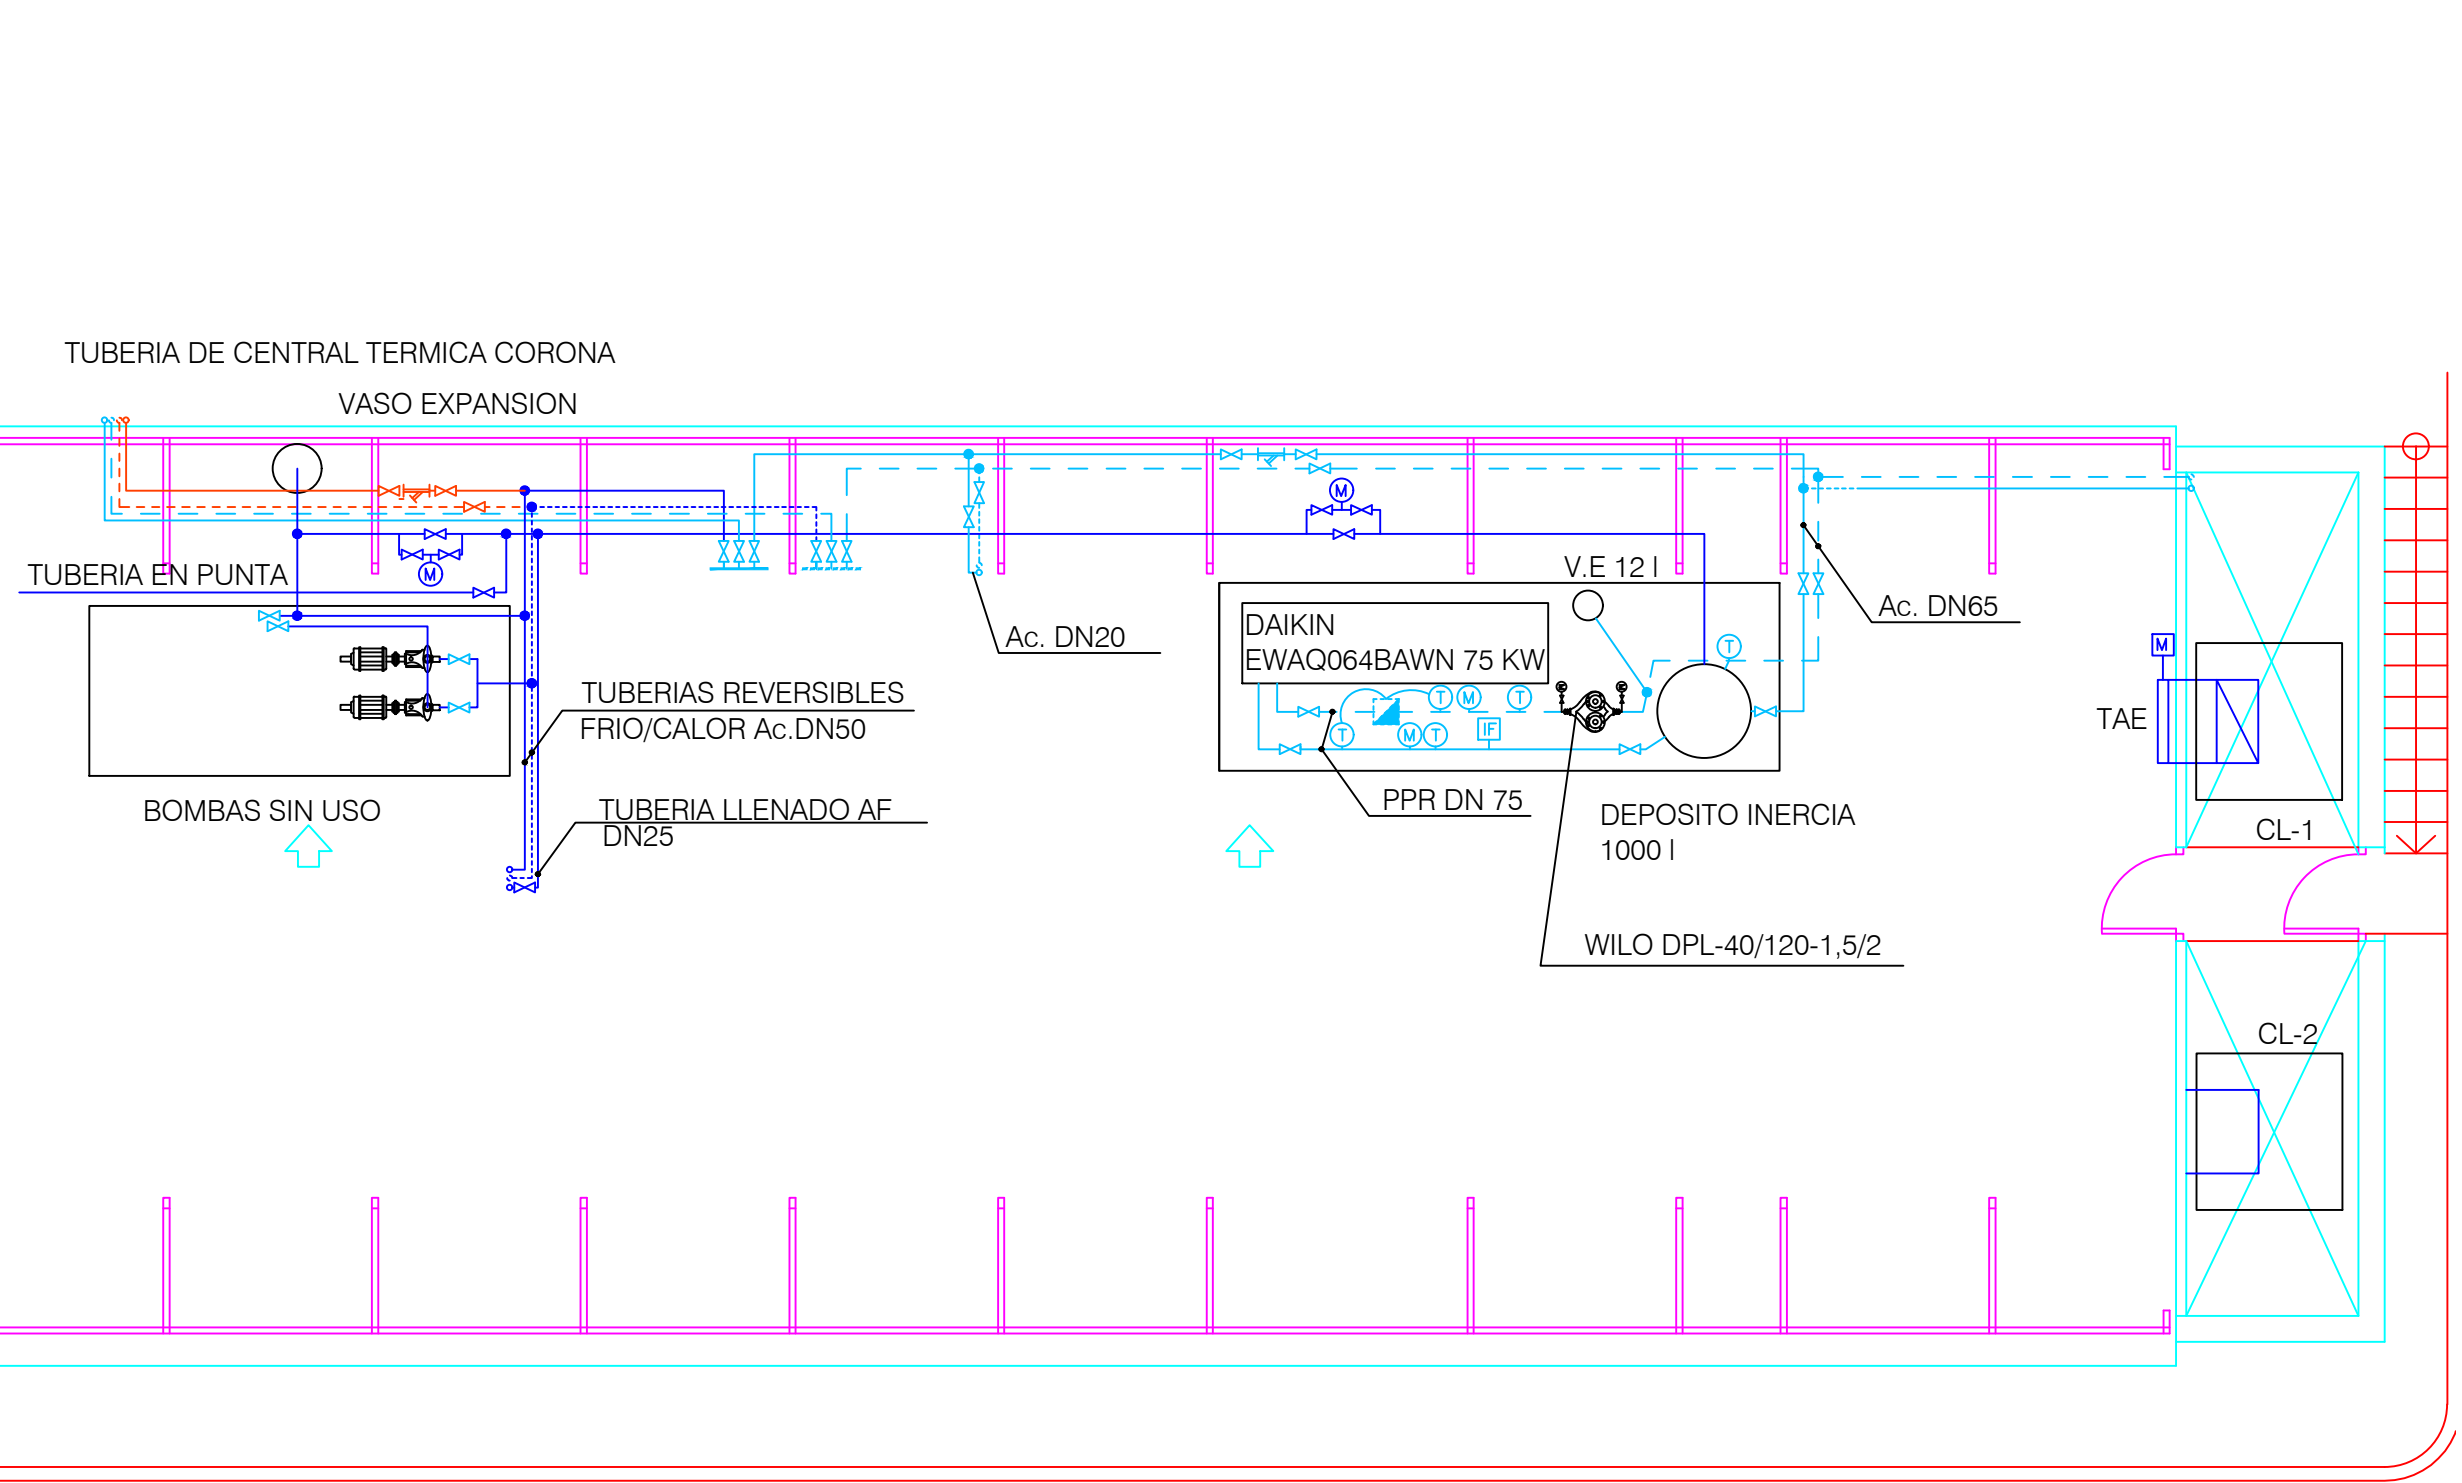 TUBERIA DE CENTRAL TERMICA CORONA
VASO EXPANSION
M
TUBERIA EN PUNTA
M
V.E 12 l
Ac. DN20
DAIKIN
EWAQ064BAWN 75 KW
Ac. DN65
T
M
TUBERIAS REVERSIBLES
FRIO/CALOR Ac.DN50
T
M
T
TAE
T
M
T
IF
BOMBAS SIN USO
TUBERIA LLENADO AF
DN25
PPR DN 75
DEPOSITO INERCIA
1000 l
CL-1
WILO DPL-40/120-1,5/2
CL-2